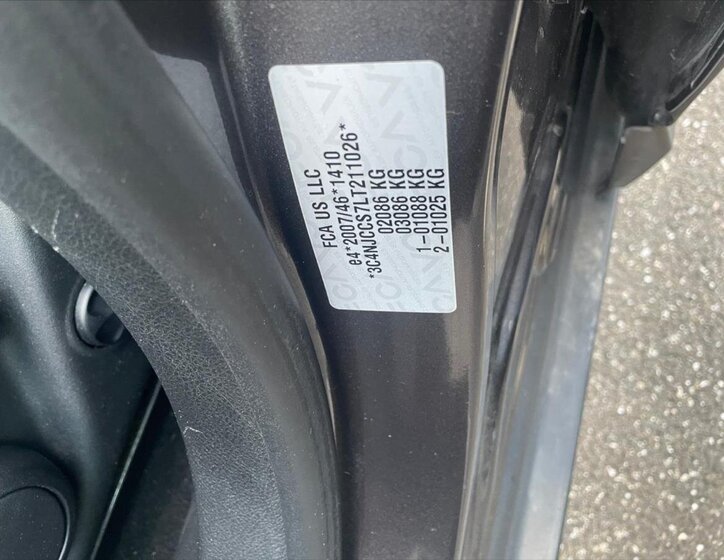 FCA US LLC
e4*2007/46*1410
*3C4NJCCS7LT211026*
02086 KG
03086 KG
1-01088 KG
2-01025 KG